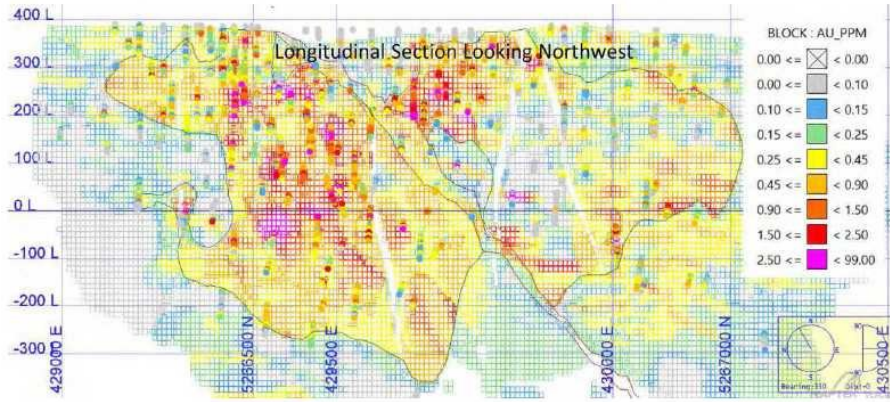 400 L
Longitudinal Section Looking Northwest
300 L
200 L
100 L
0 L
-100 L
-200 L
-300 L
429000 E
5266500 N
429500 E
430000 E
5267000 N
430500 E
BLOCK : AU_PPM
0.00 <= < 0.00
0.00 <= < 0.10
0.10 <= < 0.15
0.15 <= < 0.25
0.25 <= < 0.45
0.45 <= < 0.90
0.90 <= < 1.50
1.50 <= < 2.50
2.50 <= < 99.00